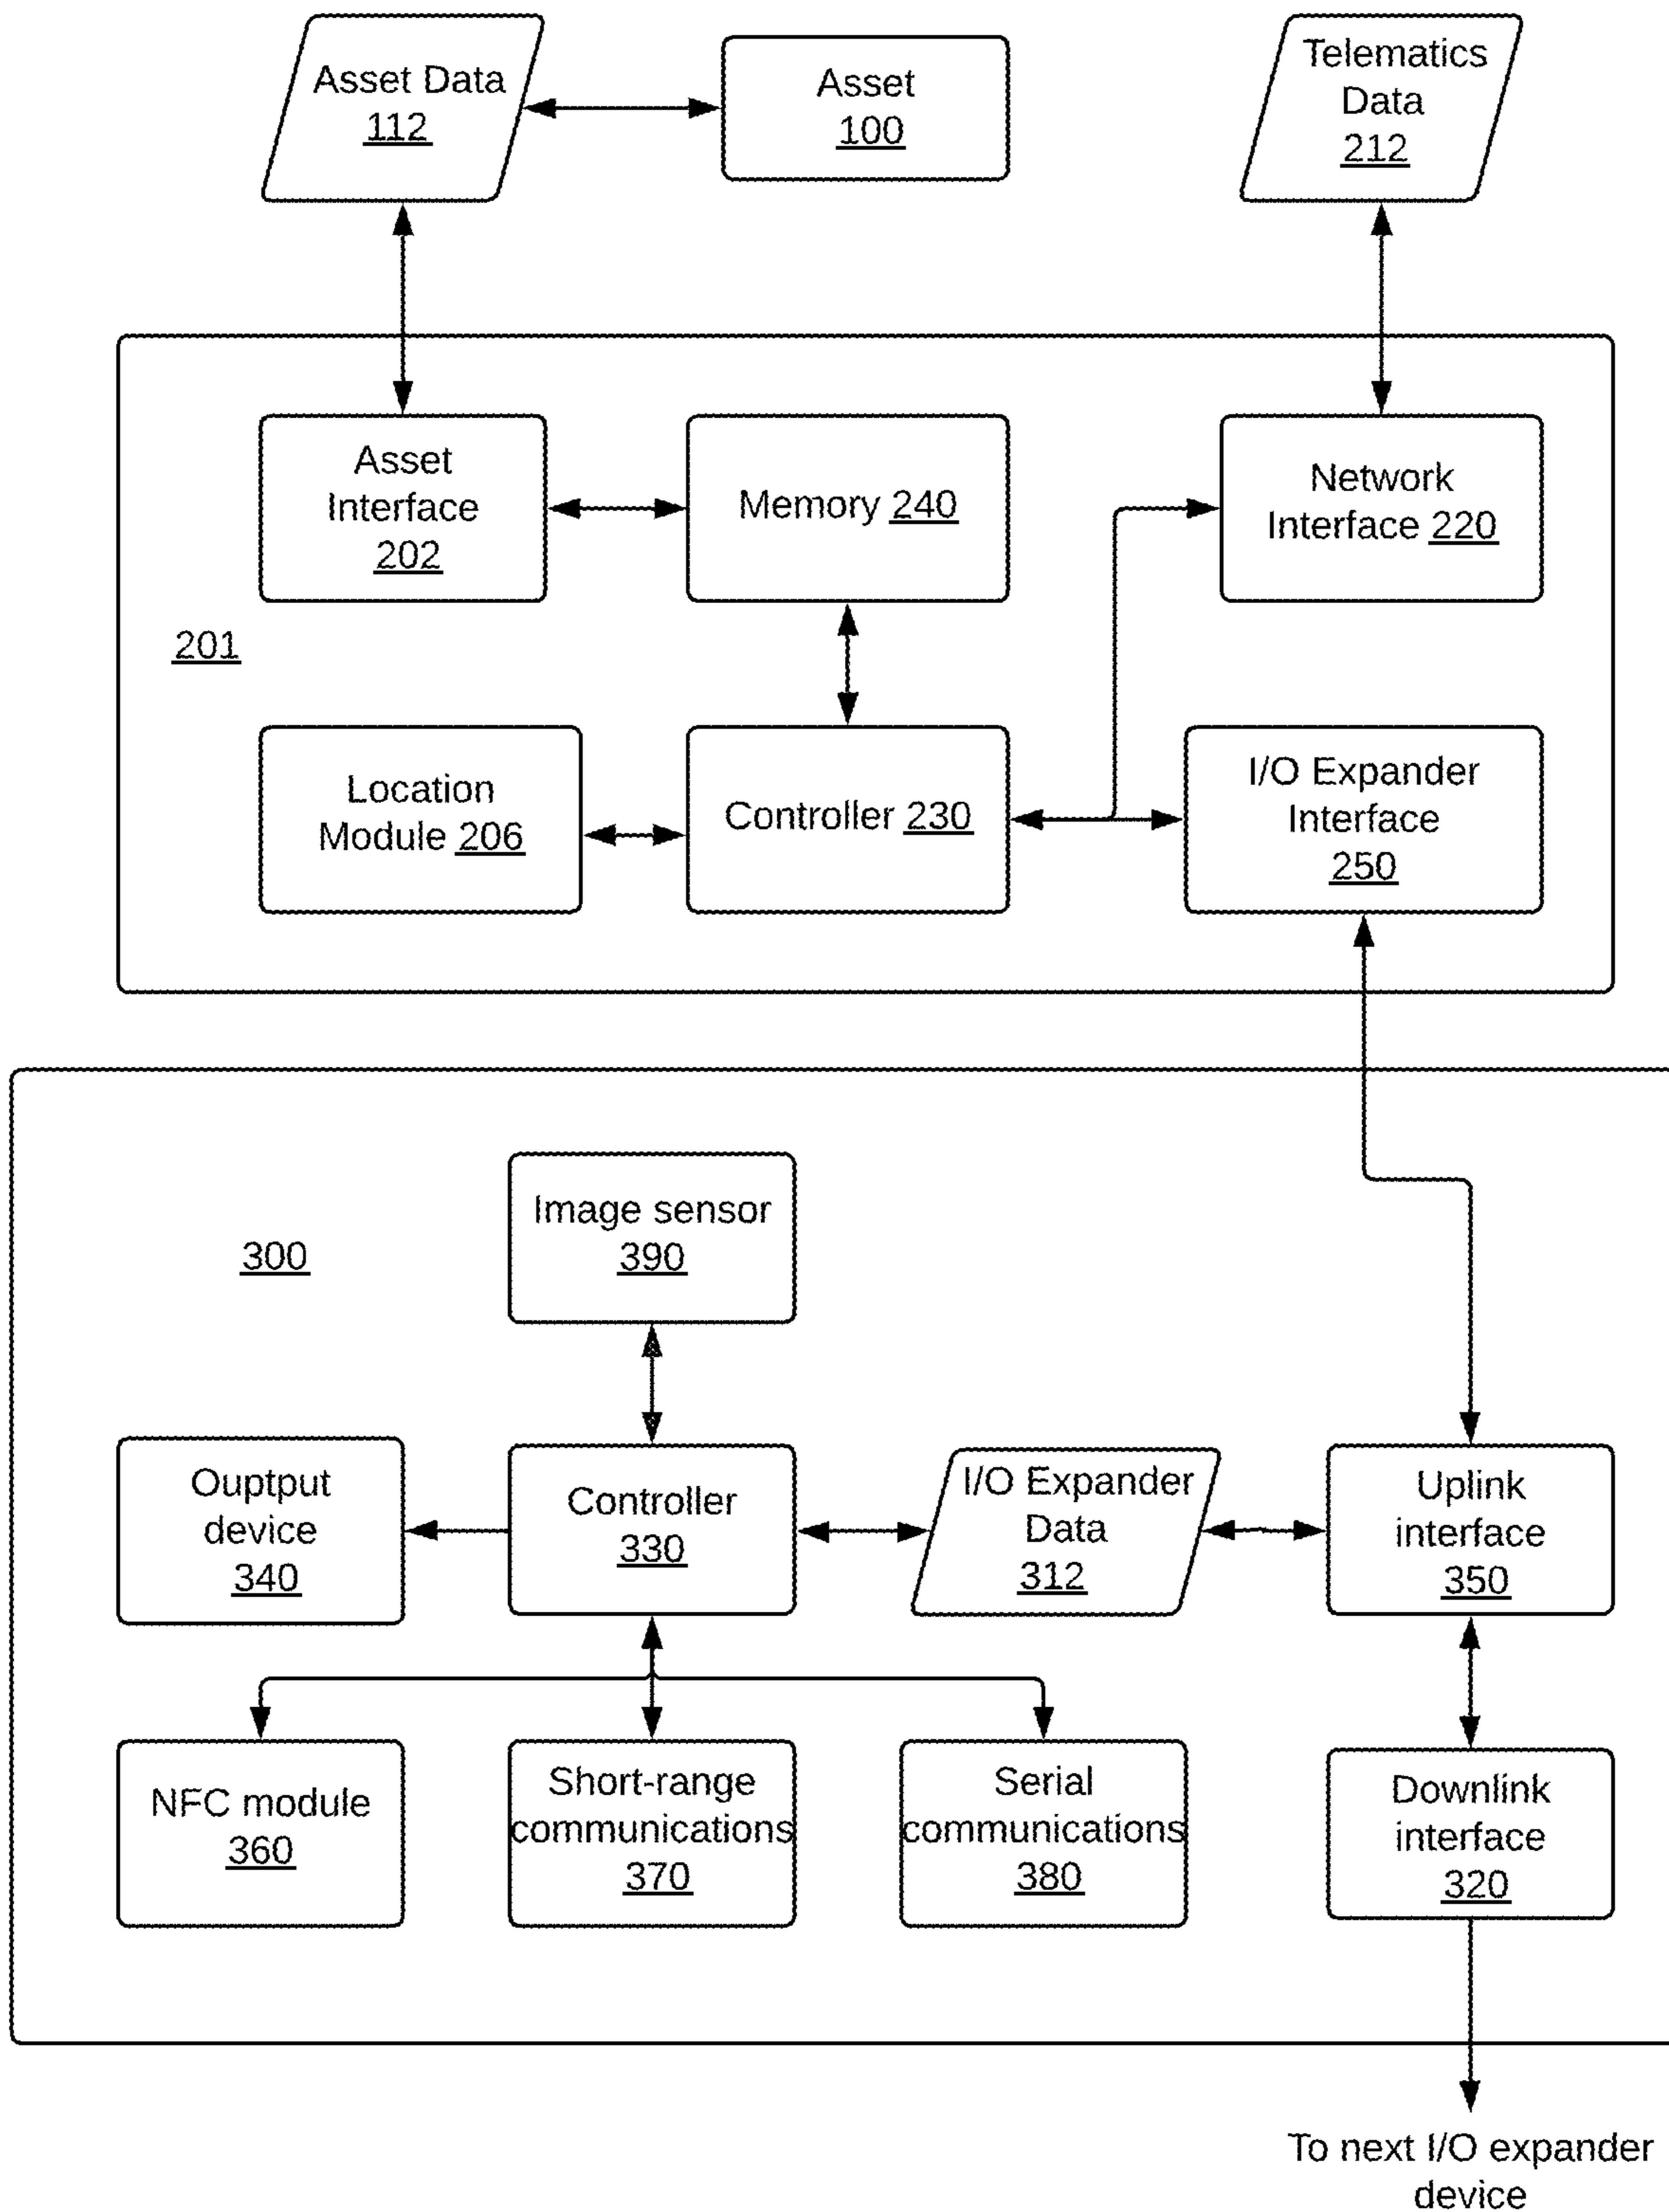 Asset Data
112
Asset
100
Telematics
Data
212
Asset
Interface
202
Memory 240
Network
Interface 220
201
Location
Module 206
Controller 230
I/O Expander
Interface
250
Image sensor
390
300
Ouptput
device
340
Controller
330
I/O Expander
Data
312
Uplink
interface
350
NFC module
360
Short-range
communications
370
Serial
communications
380
Downlink
interface
320
To next I/O expander
device